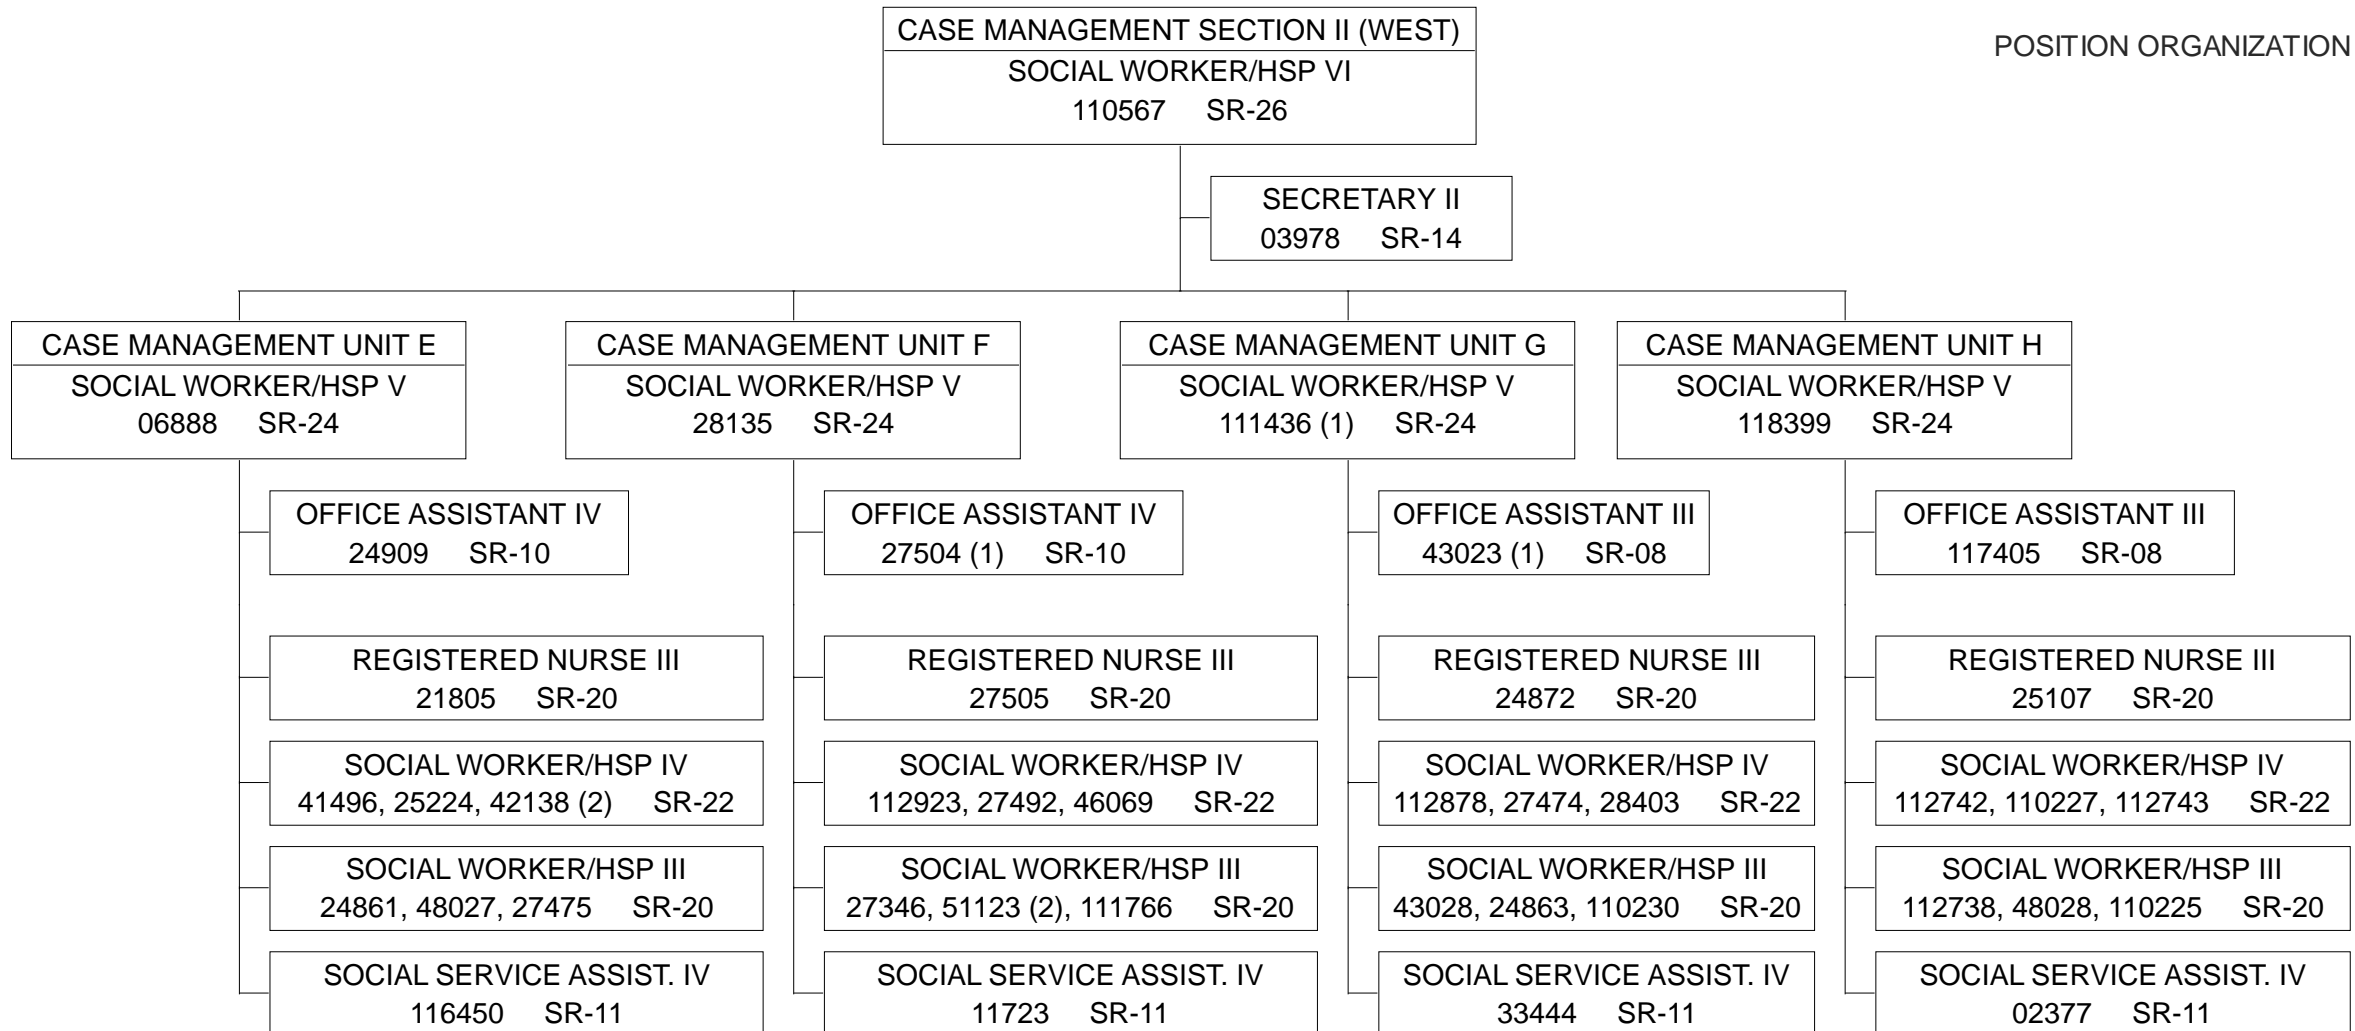 CASE MANAGEMENT SECTION II (WEST)
SOCIAL WORKER/HSP VI
110567 SR-26
POSITION ORGANIZATION
SECRETARY II
03978 SR-14
CASE MANAGEMENT UNIT E
SOCIAL WORKER/HSP V
06888 SR-24
OFFICE ASSISTANT IV
24909 SR-10
REGISTERED NURSE III
21805 SR-20
SOCIAL WORKER/HSP IV
41496, 25224, 42138 (2) SR-22
SOCIAL WORKER/HSP III
24861, 48027, 27475 SR-20
SOCIAL SERVICE ASSIST. IV
116450 SR-11
CASE MANAGEMENT UNIT F
SOCIAL WORKER/HSP V
28135 SR-24
OFFICE ASSISTANT IV
27504 (1) SR-10
REGISTERED NURSE III
27505 SR-20
SOCIAL WORKER/HSP IV
112923, 27492, 46069 SR-22
SOCIAL WORKER/HSP III
27346, 51123 (2), 111766 SR-20
SOCIAL SERVICE ASSIST. IV
11723 SR-11
CASE MANAGEMENT UNIT G
SOCIAL WORKER/HSP V
111436 (1) SR-24
OFFICE ASSISTANT III
43023 (1) SR-08
REGISTERED NURSE III
24872 SR-20
SOCIAL WORKER/HSP IV
112878, 27474, 28403 SR-22
SOCIAL WORKER/HSP III
43028, 24863, 110230 SR-20
SOCIAL SERVICE ASSIST. IV
33444 SR-11
CASE MANAGEMENT UNIT H
SOCIAL WORKER/HSP V
118399 SR-24
OFFICE ASSISTANT III
117405 SR-08
REGISTERED NURSE III
25107 SR-20
SOCIAL WORKER/HSP IV
112742, 110227, 112743 SR-22
SOCIAL WORKER/HSP III
112738, 48028, 110225 SR-20
SOCIAL SERVICE ASSIST. IV
02377 SR-11